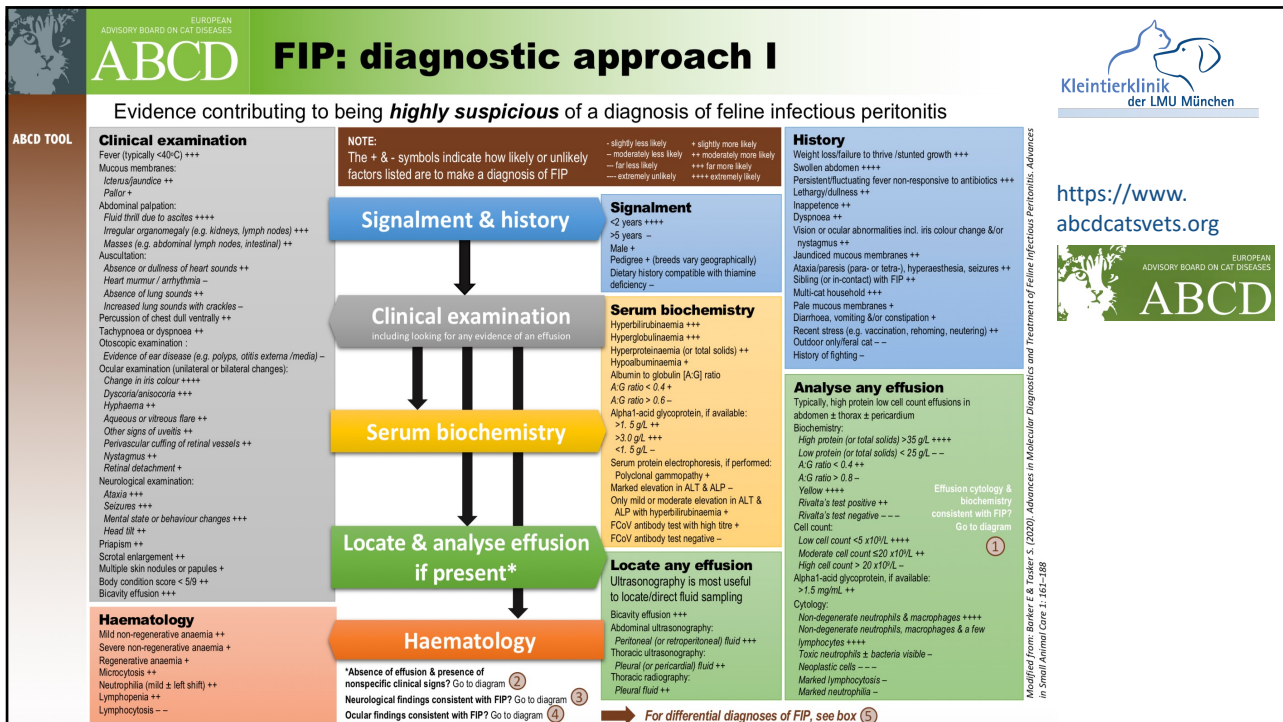 EUROPEAN
ADVISORY BOARD ON CAT DISEASES
ABCD
FIP: diagnostic approach I
Evidence contributing to being highly suspicious of a diagnosis of feline infectious peritonitis
ABCD TOOL
Clinical examination
Fever (typically <40ºC) +++
Mucous membranes:
Icterus/jaundice ++
Pallor +
Abdominal palpation:
Fluid thrill due to ascites ++++
Irregular organomegaly (e.g. kidneys, lymph nodes) +++
Masses (e.g. abdominal lymph nodes, intestinal) ++
Auscultation:
Absence or dullness of heart sounds ++
Heart murmur / arrhythmia –
Absence of lung sounds ++
Increased lung sounds with crackles –
Percussion of chest dull ventrally ++
Tachypnoea or dyspnoea ++
Otoscopic examination :
Evidence of ear disease (e.g. polyps, otitis externa /media) –
Ocular examination (unilateral or bilateral changes):
Change in iris colour ++++
Dyscoria/anisocoria +++
Hyphaema ++
Aqueous or vitreous flare ++
Other signs of uveitis ++
Perivascular cuffing of retinal vessels ++
Nystagmus ++
Retinal detachment +
Neurological examination:
Ataxia +++
Seizures +++
Mental state or behaviour changes +++
Head tilt ++
Priapism ++
Scrotal enlargement ++
Multiple skin nodules or papules +
Body condition score < 5/9 ++
Bicavity effusion +++
Haematology
Mild non-regenerative anaemia ++
Severe non-regenerative anaemia +
Regenerative anaemia +
Microcytosis ++
Neutrophilia (mild ± left shift) ++
Lymphopenia ++
Lymphocytosis – –
NOTE:
The + & - symbols indicate how likely or unlikely
factors listed are to make a diagnosis of FIP
- slightly less likely
-- moderately less likely
--- far less likely
---- extremely unlikely
+ slightly more likely
++ moderately more likely
+++ far more likely
++++ extremely likely
Signalment & history
Clinical examination
including looking for any evidence of an effusion
Serum biochemistry
Locate & analyse effusion
if present*
Haematology
*Absence of effusion & presence of
nonspecific clinical signs? Go to diagram 2
Neurological findings consistent with FIP? Go to diagram 3
Ocular findings consistent with FIP? Go to diagram 4
Signalment
<2 years ++++
>5 years –
Male +
Pedigree + (breeds vary geographically)
Dietary history compatible with thiamine
deficiency –
Serum biochemistry
Hyperbilirubinaemia +++
Hyperglobulinaemia +++
Hyperproteinaemia (or total solids) ++
Hypoalbuminaemia +
Albumin to globulin [A:G] ratio
A:G ratio < 0.4 +
A:G ratio > 0.6 –
Alpha1-acid glycoprotein, if available:
>1. 5 g/L ++
>3.0 g/L +++
<1. 5 g/L –
Serum protein electrophoresis, if performed:
Polyclonal gammopathy +
Marked elevation in ALT & ALP –
Only mild or moderate elevation in ALT &
ALP with hyperbilirubinaemia +
FCoV antibody test with high titre +
FCoV antibody test negative –
Locate any effusion
Ultrasonography is most useful
to locate/direct fluid sampling
Bicavity effusion +++
Abdominal ultrasonography:
Peritoneal (or retroperitoneal) fluid +++
Thoracic ultrasonography:
Pleural (or pericardial) fluid ++
Thoracic radiography:
Pleural fluid ++
For differential diagnoses of FIP, see box 5
History
Weight loss/failure to thrive /stunted growth +++
Swollen abdomen ++++
Persistent/fluctuating fever non-responsive to antibiotics +++
Lethargy/dullness ++
Inappetence ++
Dyspnoea ++
Vision or ocular abnormalities incl. iris colour change &/or
nystagmus ++
Jaundiced mucous membranes ++
Ataxia/paresis (para- or tetra-), hyperaesthesia, seizures ++
Sibling (or in-contact) with FIP ++
Multi-cat household +++
Pale mucous membranes +
Diarrhoea, vomiting &/or constipation +
Recent stress (e.g. vaccination, rehoming, neutering) ++
Outdoor only/feral cat – –
History of fighting –
Analyse any effusion
Typically, high protein low cell count effusions in
abdomen ± thorax ± pericardium
Biochemistry:
High protein (or total solids) >35 g/L ++++
Low protein (or total solids) < 25 g/L – –
A:G ratio < 0.4 ++
A:G ratio > 0.8 –
Yellow ++++
Rivalta's test positive ++
Rivalta's test negative – – –
Cell count:
Low cell count <5 x10⁹/L ++++
Moderate cell count ≤20 x10⁹/L ++
High cell count > 20 x10⁹/L –
Alpha1-acid glycoprotein, if available:
>1.5 mg/mL ++
Cytology:
Non-degenerate neutrophils & macrophages ++++
Non-degenerate neutrophils, macrophages & a few
lymphocytes ++++
Toxic neutrophils ± bacteria visible –
Neoplastic cells – – –
Marked lymphocytosis –
Marked neutrophilia –
Effusion cytology &
biochemistry
consistent with FIP?
Go to diagram
1
Modified from: Barker E & Tasker S. (2020). Advances in Molecular Diagnostics and Treatment of Feline Infectious Peritonitis. Advances
in Small Animal Care 1: 161–188
Kleintierklinik
der LMU München
https://www.
abcdcatsvets.org
EUROPEAN
ADVISORY BOARD ON CAT DISEASES
ABCD